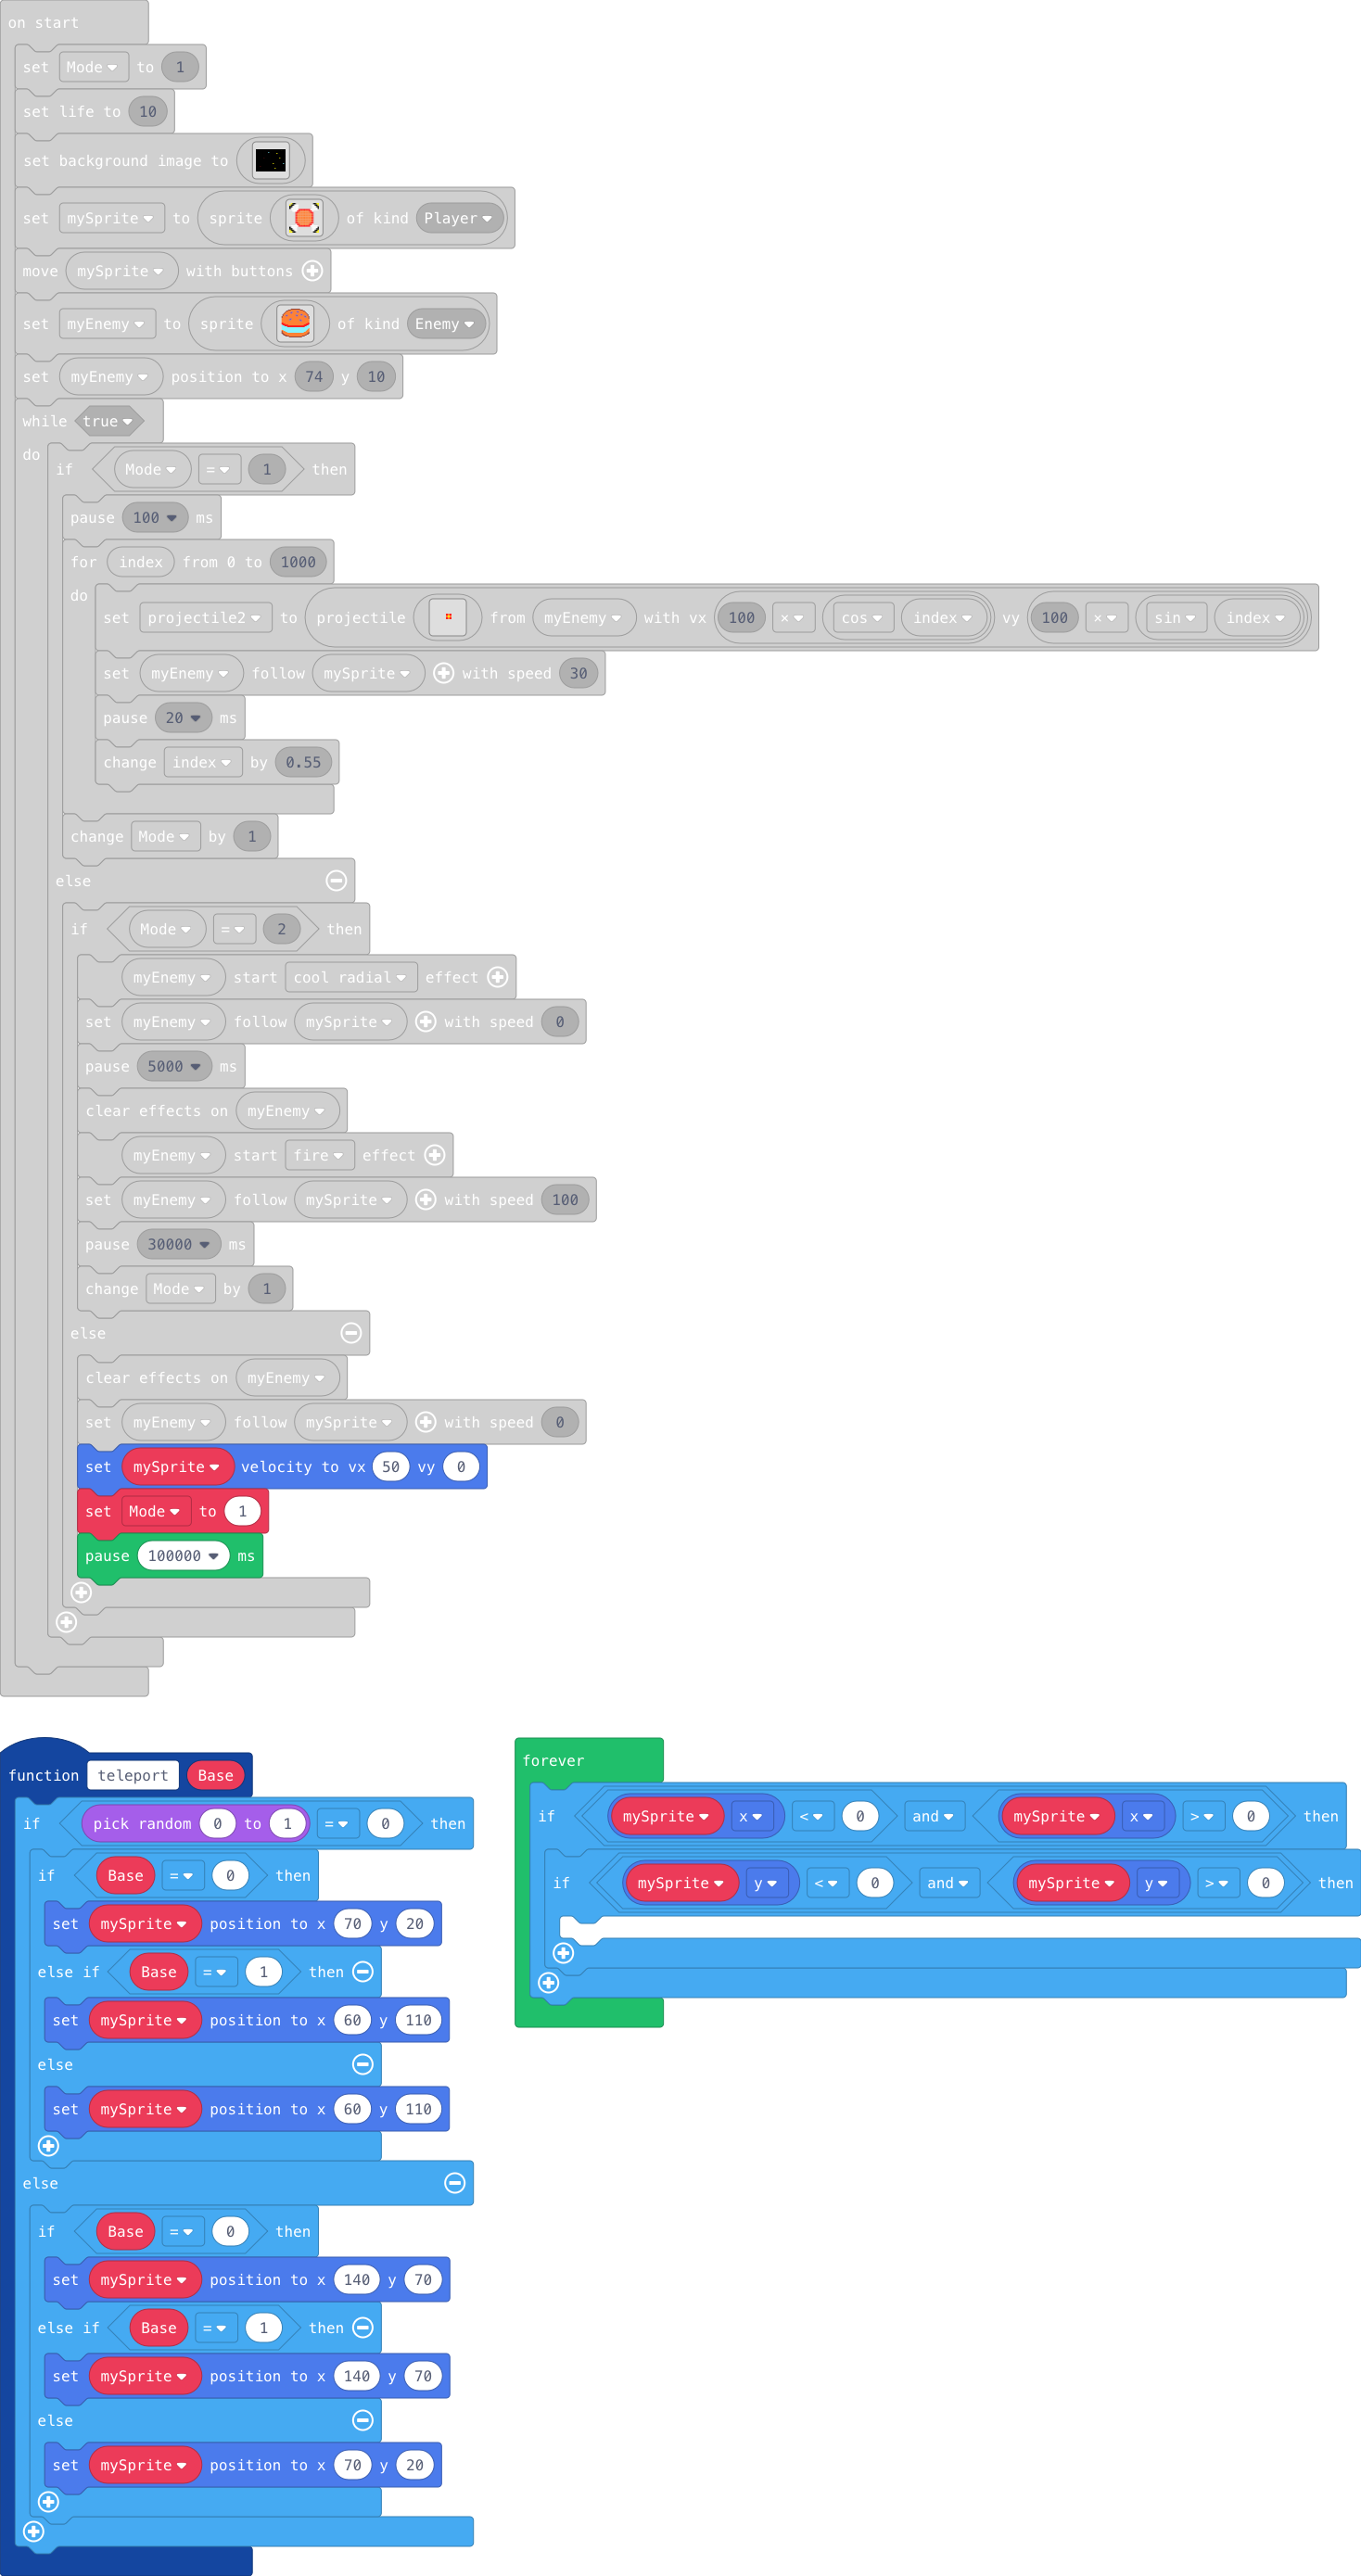 on start
set Mode to 1
set life to 10
set background image to
set mySprite to sprite of kind Player
move mySprite with buttons
set myEnemy to sprite of kind Enemy
set myEnemy position to x 74 y 10
while true
do if Mode = 1 then
pause 100 ms
for index from 0 to 1000
do set projectile2 to projectile from myEnemy with vx 100 × cos index vy 100 × sin index
set myEnemy follow mySprite with speed 30
pause 20 ms
change index by 0.55
change Mode by 1
else
if Mode = 2 then
myEnemy start cool radial effect
set myEnemy follow mySprite with speed 0
pause 5000 ms
clear effects on myEnemy
myEnemy start fire effect
set myEnemy follow mySprite with speed 100
pause 30000 ms
change Mode by 1
else
clear effects on myEnemy
set myEnemy follow mySprite with speed 0
set mySprite velocity to vx 50 vy 0
set Mode to 1
pause 100000 ms
function teleport Base
if pick random 0 to 1 = 0 then
if Base = 0 then
set mySprite position to x 70 y 20
else if Base = 1 then
set mySprite position to x 60 y 110
else
set mySprite position to x 60 y 110
else
if Base = 0 then
set mySprite position to x 140 y 70
else if Base = 1 then
set mySprite position to x 140 y 70
else
set mySprite position to x 70 y 20
forever
if mySprite x < 0 and mySprite x > 0 then
if mySprite y < 0 and mySprite y > 0 then